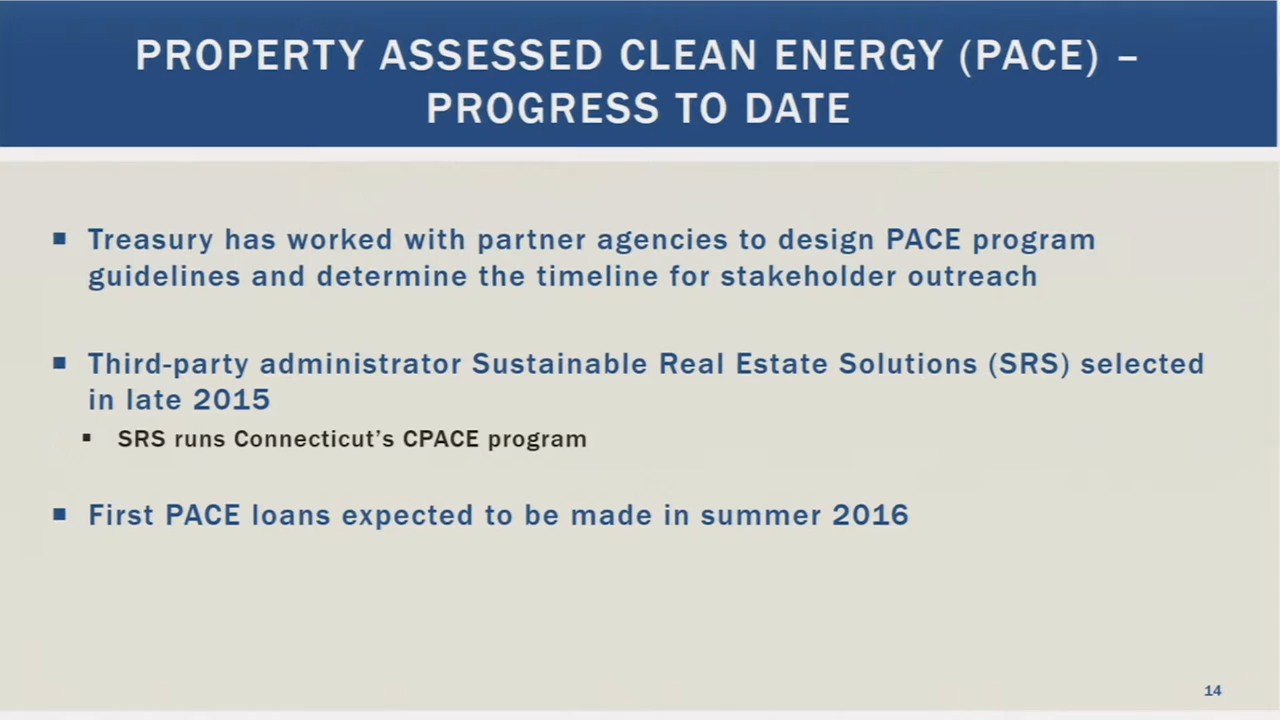 PROPERTY ASSESSED CLEAN ENERGY (PACE) –
PROGRESS TO DATE
▪ Treasury has worked with partner agencies to design PACE program
guidelines and determine the timeline for stakeholder outreach
▪ Third-party administrator Sustainable Real Estate Solutions (SRS) selected
in late 2015
▪ SRS runs Connecticut’s CPACE program
▪ First PACE loans expected to be made in summer 2016
14